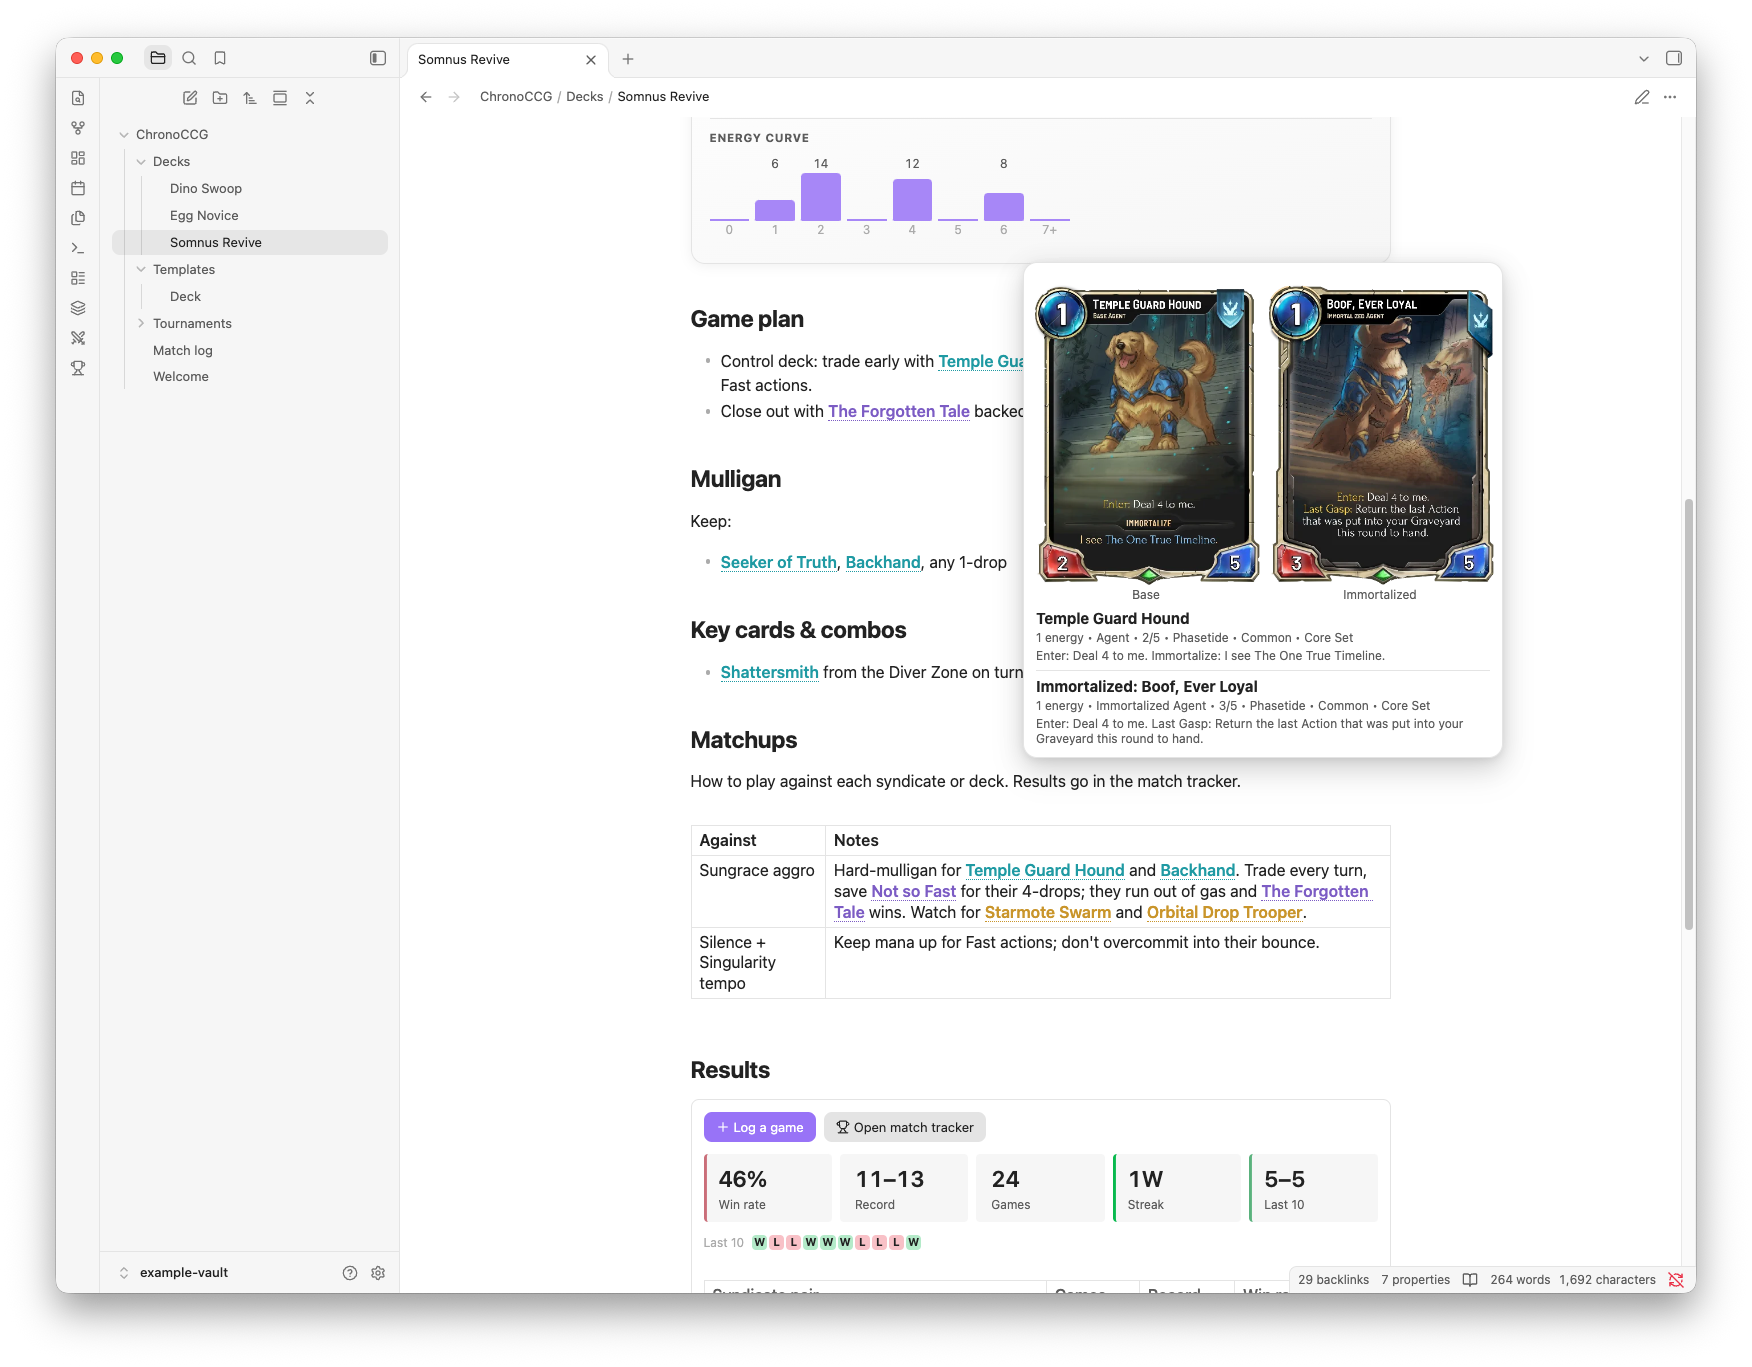 Somnus Revive
ChronoCCG / Decks / Somnus Revive
ChronoCCG
Decks
Dino Swoop
Egg Novice
Somnus Revive
Templates
Deck
Tournaments
Match log
Welcome
example-vault
ENERGY CURVE
6 14 12 8
0 1 2 3 4 5 6 7+
Game plan
Control deck: trade early with Temple Gua
Fast actions.
Close out with The Forgotten Tale backed
Mulligan
Keep:
Seeker of Truth, Backhand, any 1-drop
Key cards & combos
Shattersmith from the Diver Zone on turn
Matchups
How to play against each syndicate or deck. Results go in the match tracker.
Against Notes
Sungrace aggro
Hard-mulligan for Temple Guard Hound and Backhand. Trade every turn,
save Not so Fast for their 4-drops; they run out of gas and The Forgotten
Tale wins. Watch for Starmote Swarm and Orbital Drop Trooper.
Silence +
Singularity
tempo
Keep mana up for Fast actions; don't overcommit into their bounce.
1
TEMPLE GUARD HOUND
BASE AGENT
Enter: Deal 4 to me.
IMMORTALIZE
I see The One True Timeline.
2 5
Base
1
BOOF, EVER LOYAL
IMMORTALIZED AGENT
Enter: Deal 4 to me.
Last Gasp: Return the last Action
that was put into your Graveyard
this round to hand.
3 5
Immortalized
Temple Guard Hound
1 energy • Agent • 2/5 • Phasetide • Common • Core Set
Enter: Deal 4 to me. Immortalize: I see The One True Timeline.
Immortalized: Boof, Ever Loyal
1 energy • Immortalized Agent • 3/5 • Phasetide • Common • Core Set
Enter: Deal 4 to me. Last Gasp: Return the last Action that was put into your
Graveyard this round to hand.
Results
+ Log a game Open match tracker
46% 11–13 24 1W 5–5
Win rate Record Games Streak Last 10
Last 10 W L L W W W L L L W
Syndicate pair Games Record Win ra
29 backlinks 7 properties 264 words 1,692 characters